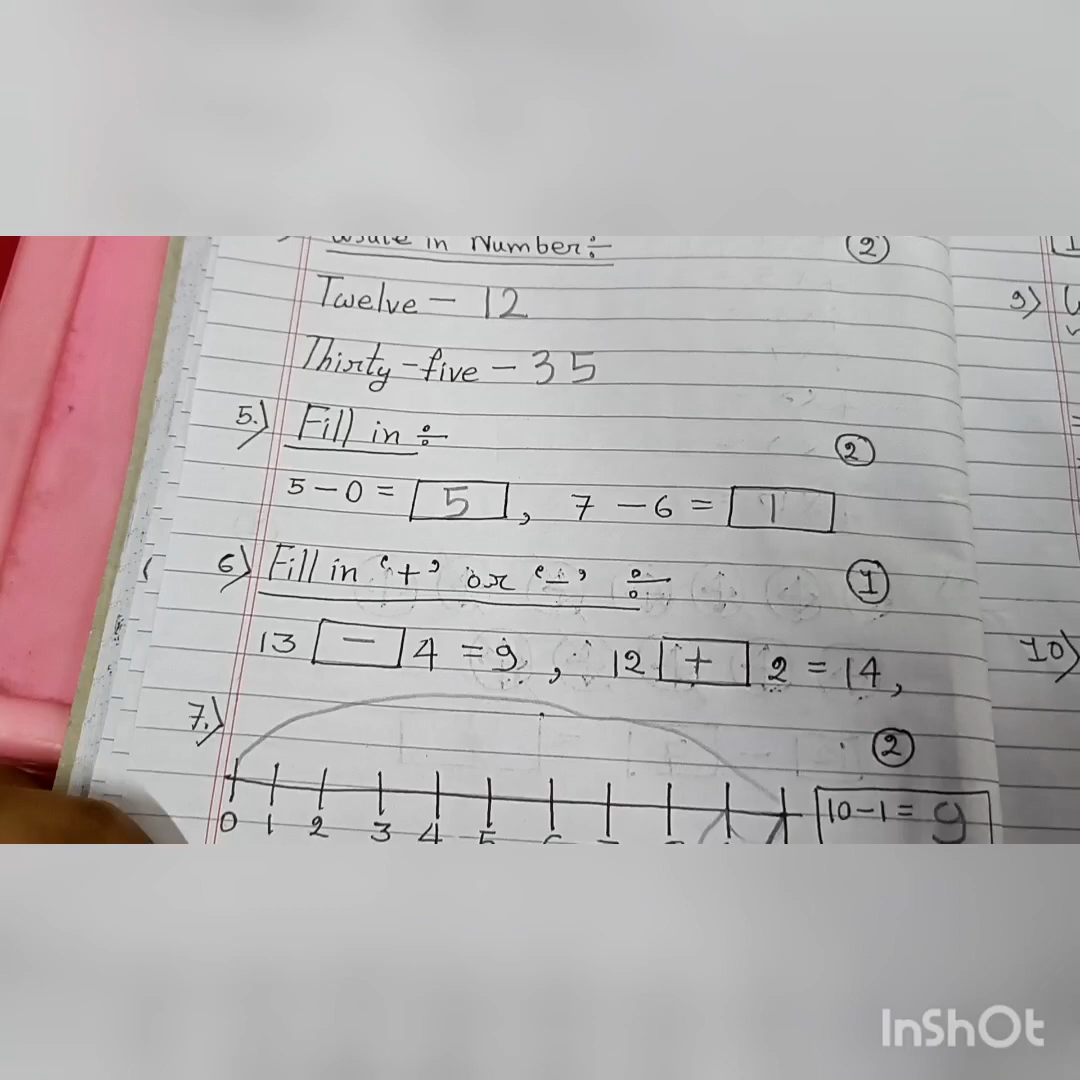 Write in Number:- (2)
Twelve - 12
Thirty-five - 35
5.) Fill in :- (2)
5 - 0 = 5 , 7 - 6 = 1
6) Fill in '+' or '-' :- (1)
13 - 4 = 9 , 12 + 2 = 14,
7.) (2)
0 1 2 3 4 5 10 - 1 = 9
9)
10)
InShOt